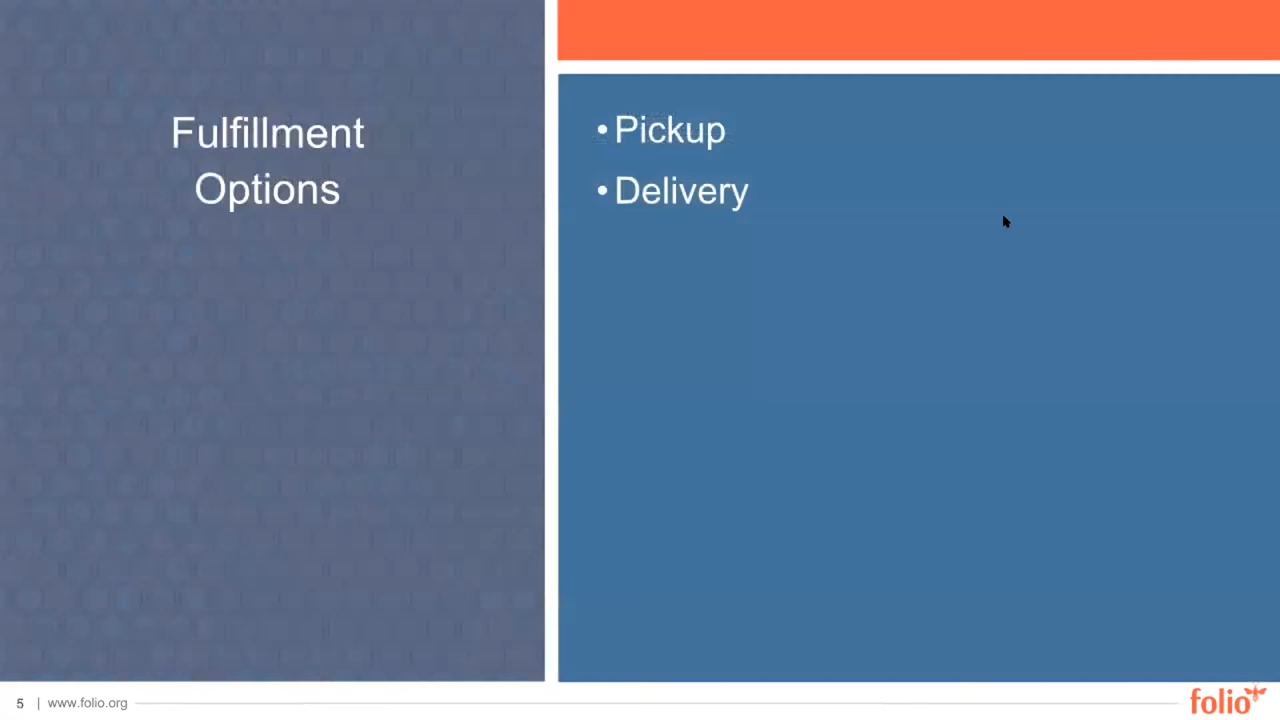 Fulfillment
Options
• Pickup
• Delivery
5 | www.folio.org
folio